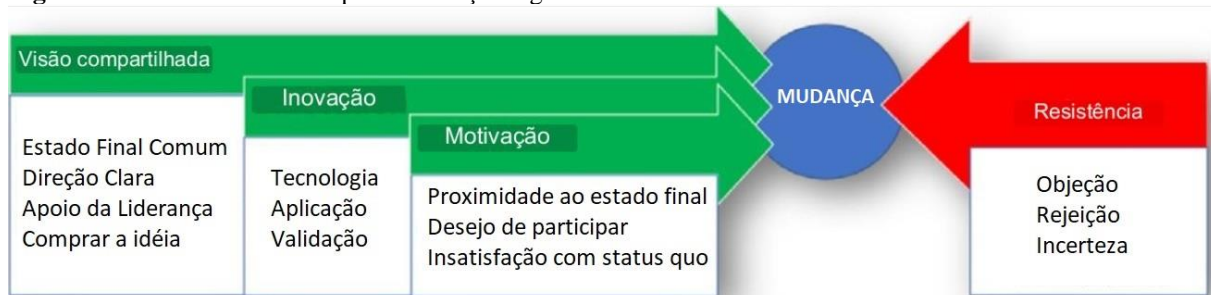 Visão compartilhada
Estado Final Comum
Direção Clara
Apoio da Liderança
Comprar a idéia
Inovação
Tecnologia
Aplicação
Validação
Motivação
Proximidade ao estado final
Desejo de participar
Insatisfação com status quo
MUDANÇA
Resistência
Objeção
Rejeição
Incerteza